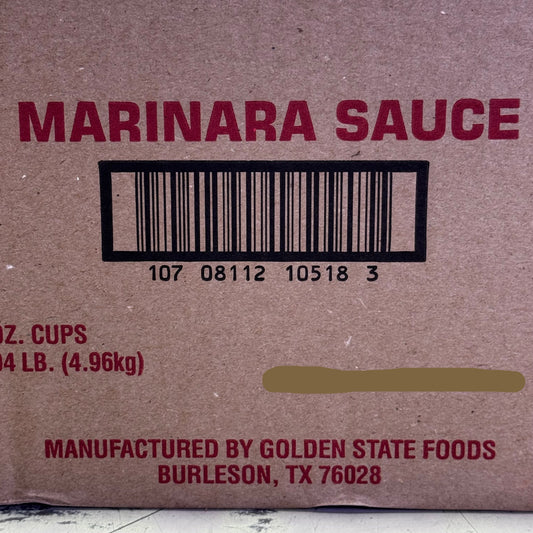 MARINARA SAUCE
107 08112 10518 3
OZ. CUPS
04 LB. (4.96kg)
MANUFACTURED BY GOLDEN STATE FOODS
BURLESON, TX 76028